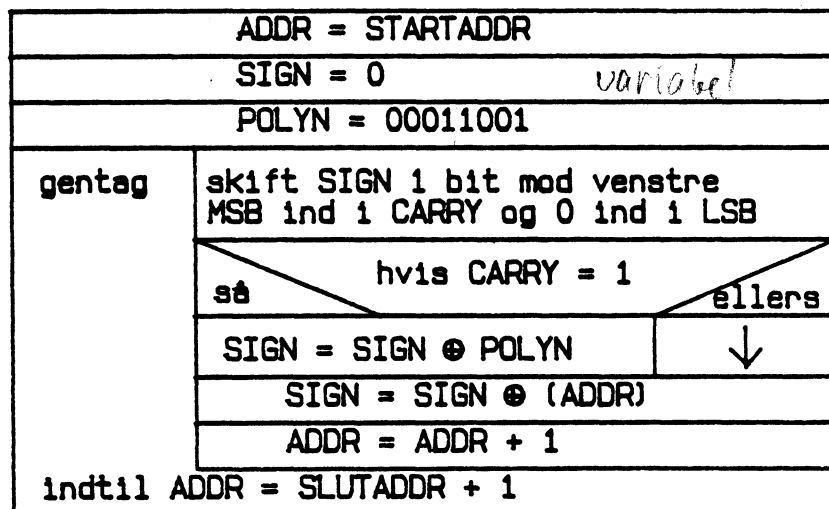 ADDR = STARTADDR
SIGN = 0 variabel
POLYN = 00011001
gentag
skift SIGN 1 bit mod venstre
MSB ind i CARRY og 0 ind i LSB
hvis CARRY = 1
så ellers
SIGN = SIGN ⊕ POLYN ↓
SIGN = SIGN ⊕ (ADDR)
ADDR = ADDR + 1
indtil ADDR = SLUTADDR + 1